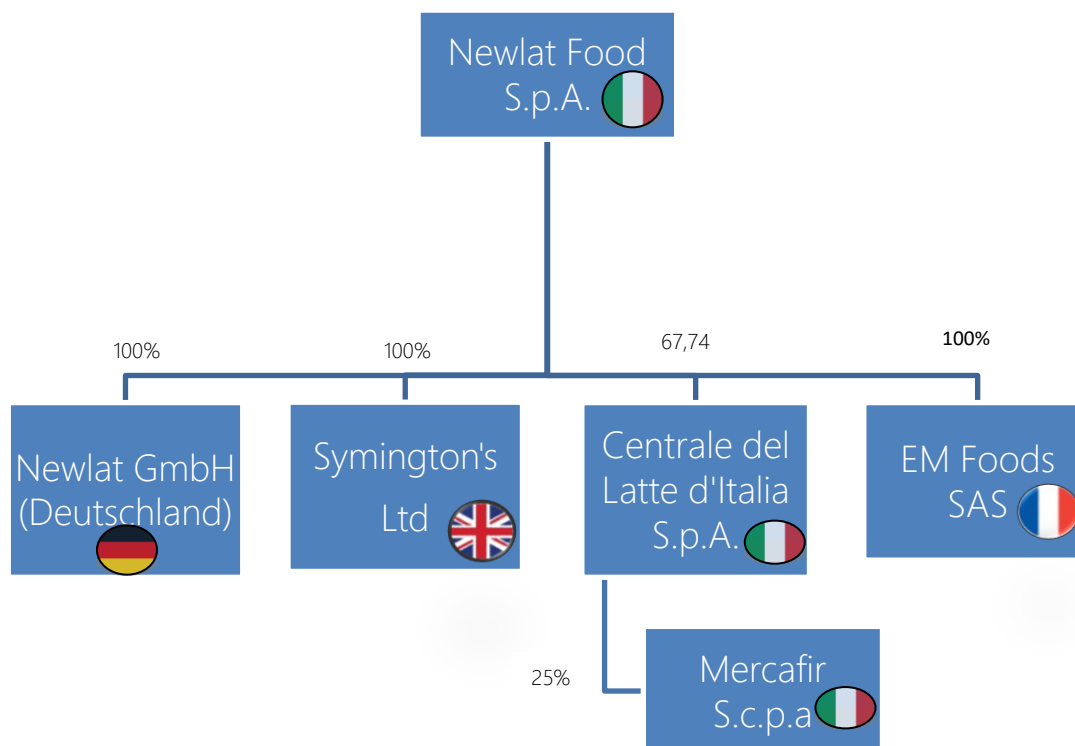 Newlat Food
S.p.A.
100%
100%
67,74
100%
Newlat GmbH
(Deutschland)
Symington's
Ltd
Centrale del
Latte d'Italia
S.p.A.
EM Foods
SAS
25%
Mercafir
S.c.p.a